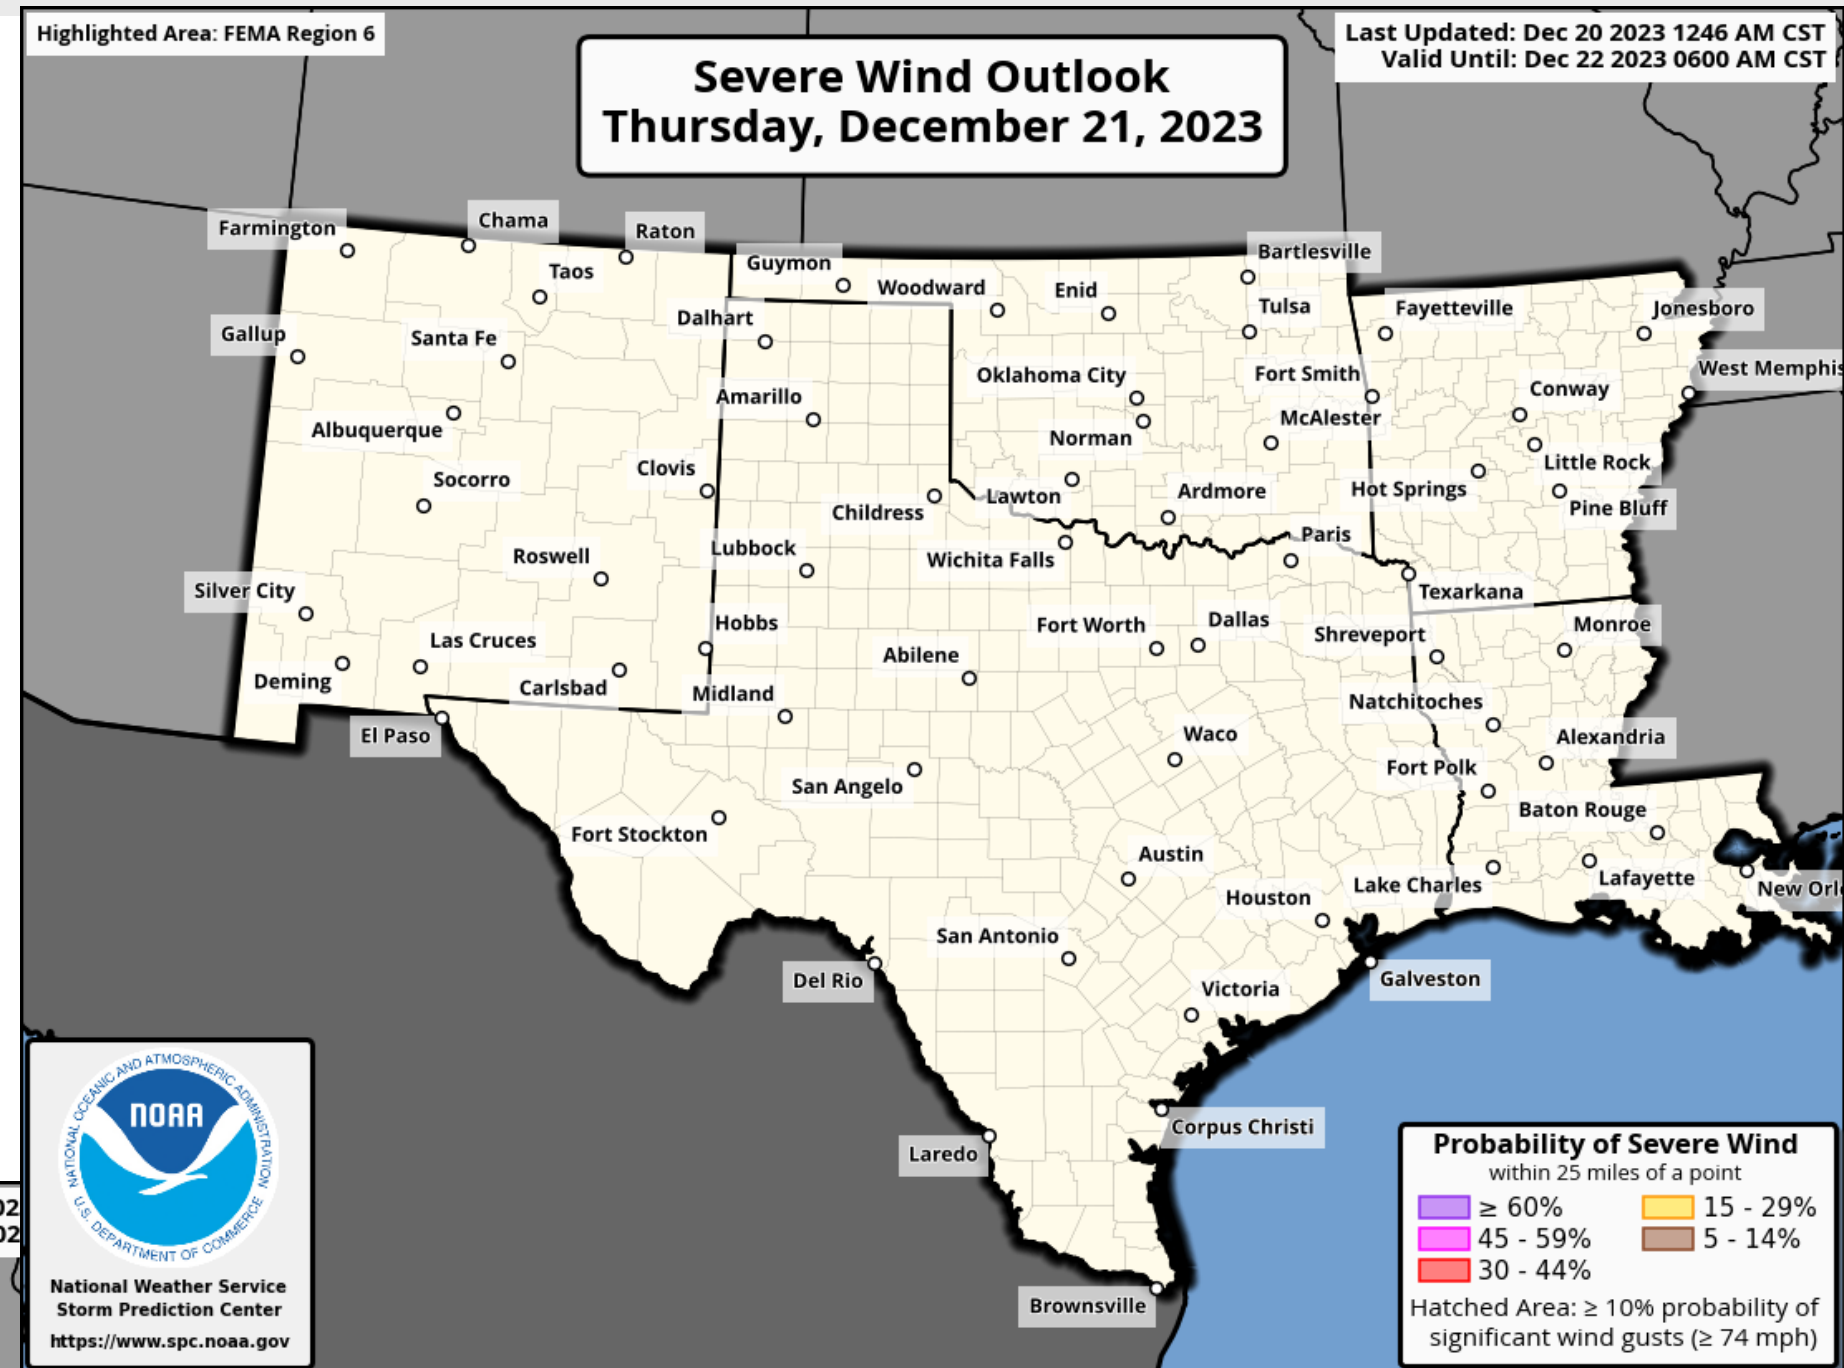 Highlighted Area: FEMA Region 6
Severe Wind Outlook
Thursday, December 21, 2023
Last Updated: Dec 20 2023 1246 AM CST
Valid Until: Dec 22 2023 0600 AM CST
Farmington
Chama
Raton
Guymon
Bartlesville
Taos
Woodward
Enid
Tulsa
Fayetteville
Jonesboro
Gallup
Santa Fe
Dalhart
Oklahoma City
Fort Smith
West Memphis
Amarillo
Conway
Albuquerque
Norman
McAlester
Socorro
Clovis
Little Rock
Childress
Lawton
Ardmore
Hot Springs
Pine Bluff
Roswell
Lubbock
Wichita Falls
Paris
Silver City
Texarkana
Las Cruces
Hobbs
Fort Worth
Dallas
Shreveport
Monroe
Deming
Carlsbad
Midland
Abilene
Natchitoches
El Paso
Waco
Alexandria
San Angelo
Fort Polk
Fort Stockton
Baton Rouge
Austin
Lake Charles
Lafayette
New Orl
Houston
San Antonio
Del Rio
Victoria
Galveston
Corpus Christi
Laredo
Brownsville
NATIONAL OCEANIC AND ATMOSPHERIC ADMINISTRATION
NOAA
U.S. DEPARTMENT OF COMMERCE
National Weather Service
Storm Prediction Center
https://www.spc.noaa.gov
02
02
Probability of Severe Wind
within 25 miles of a point
≥ 60% 15 - 29%
45 - 59% 5 - 14%
30 - 44%
Hatched Area: ≥ 10% probability of
significant wind gusts (≥ 74 mph)